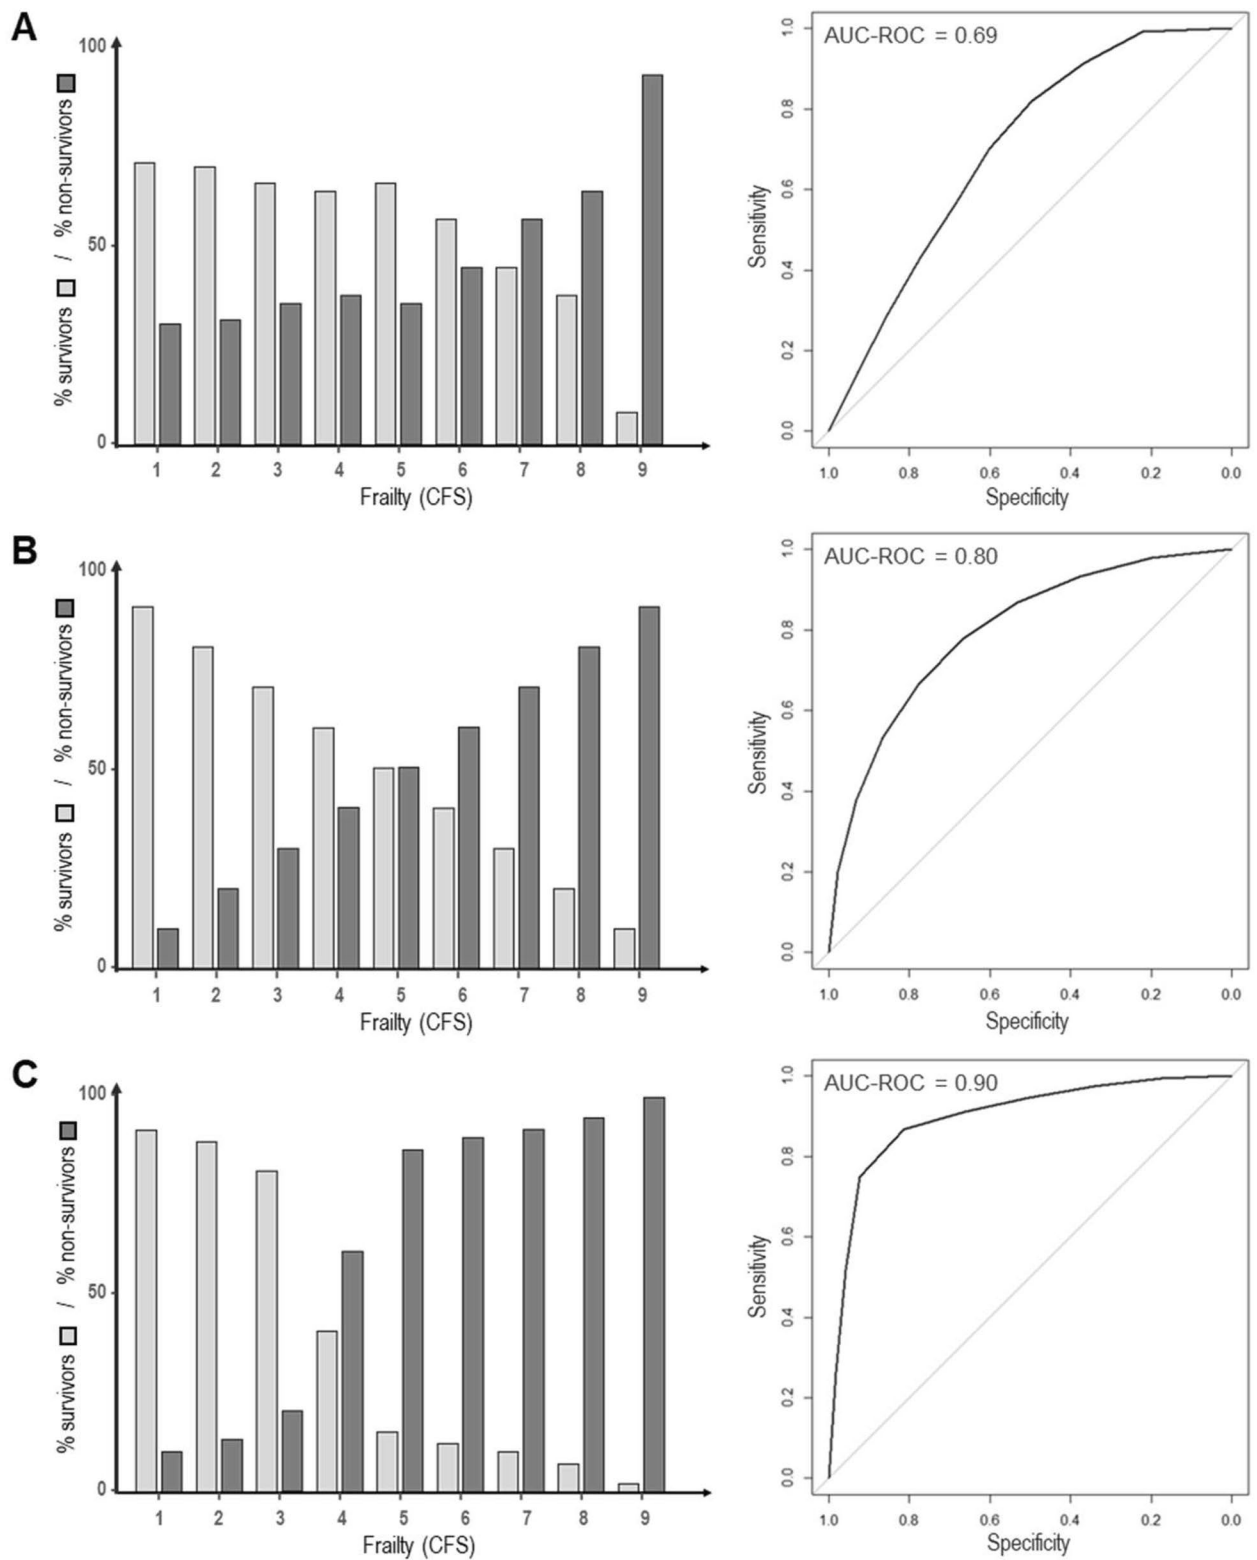 A
100
50
0
% survivors / % non-survivors
1 2 3 4 5 6 7 8 9
Frailty (CFS)
AUC-ROC = 0.69
Sensitivity
0.0 0.2 0.4 0.6 0.8 1.0
1.0 0.8 0.6 0.4 0.2 0.0
Specificity
B
100
50
0
% survivors / % non-survivors
1 2 3 4 5 6 7 8 9
Frailty (CFS)
AUC-ROC = 0.80
Sensitivity
0.0 0.2 0.4 0.6 0.8 1.0
1.0 0.8 0.6 0.4 0.2 0.0
Specificity
C
100
50
0
% survivors / % non-survivors
1 2 3 4 5 6 7 8 9
Frailty (CFS)
AUC-ROC = 0.90
Sensitivity
0.0 0.2 0.4 0.6 0.8 1.0
1.0 0.8 0.6 0.4 0.2 0.0
Specificity